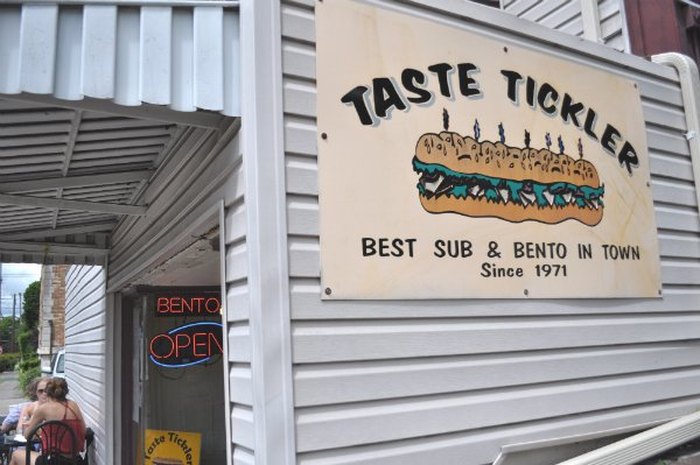 TASTE TICKLER
BEST SUB & BENTO IN TOWN
Since 1971
BENTO
OPEN
Taste Tickler